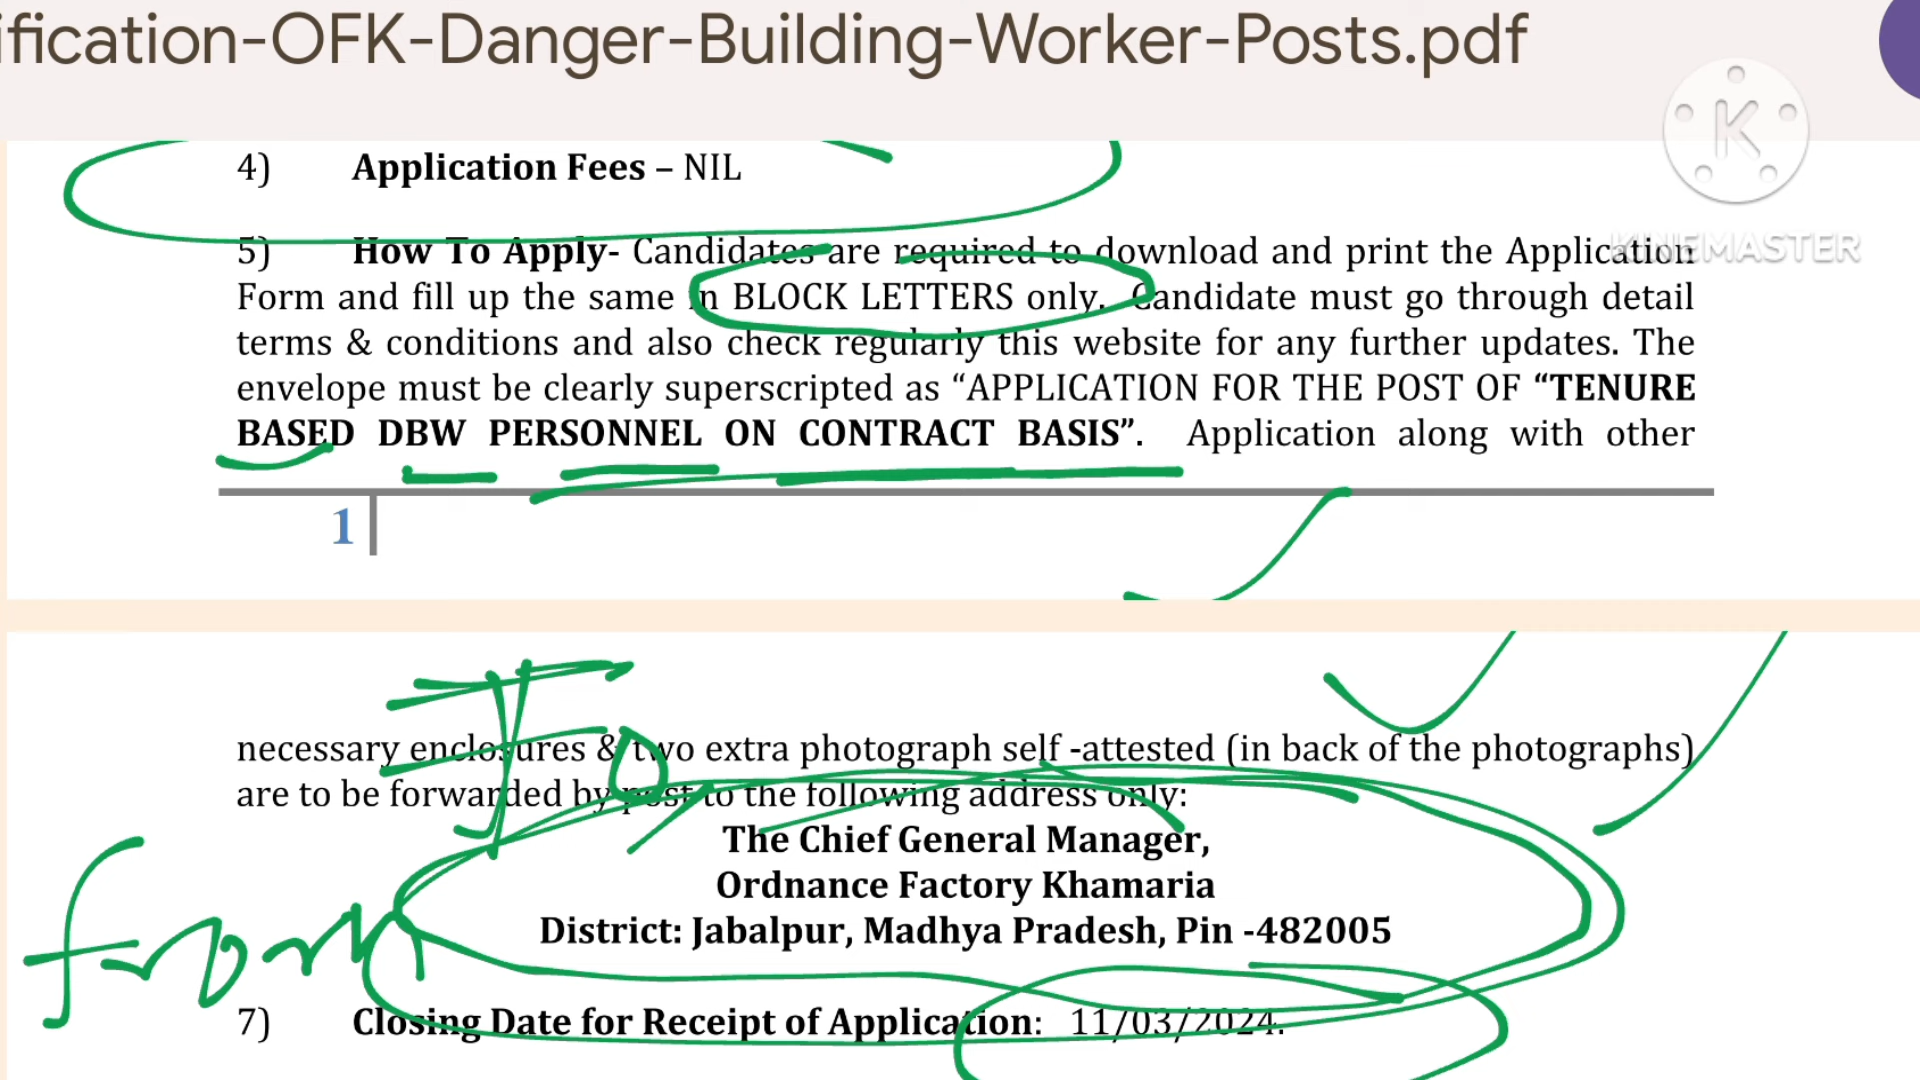 ification-OFK-Danger-Building-Worker-Posts.pdf
K
KINEMASTER
4) Application Fees – NIL
5) How To Apply- Candidates are required to download and print the Application
Form and fill up the same in BLOCK LETTERS only. Candidate must go through detail
terms & conditions and also check regularly this website for any further updates. The
envelope must be clearly superscripted as “APPLICATION FOR THE POST OF “TENURE
BASED DBW PERSONNEL ON CONTRACT BASIS”. Application along with other
1
To,
necessary enclosures & two extra photograph self -attested (in back of the photographs)
are to be forwarded by post to the following address only:
The Chief General Manager,
Ordnance Factory Khamaria
District: Jabalpur, Madhya Pradesh, Pin -482005
from
7) Closing Date for Receipt of Application: 11/03/2024.